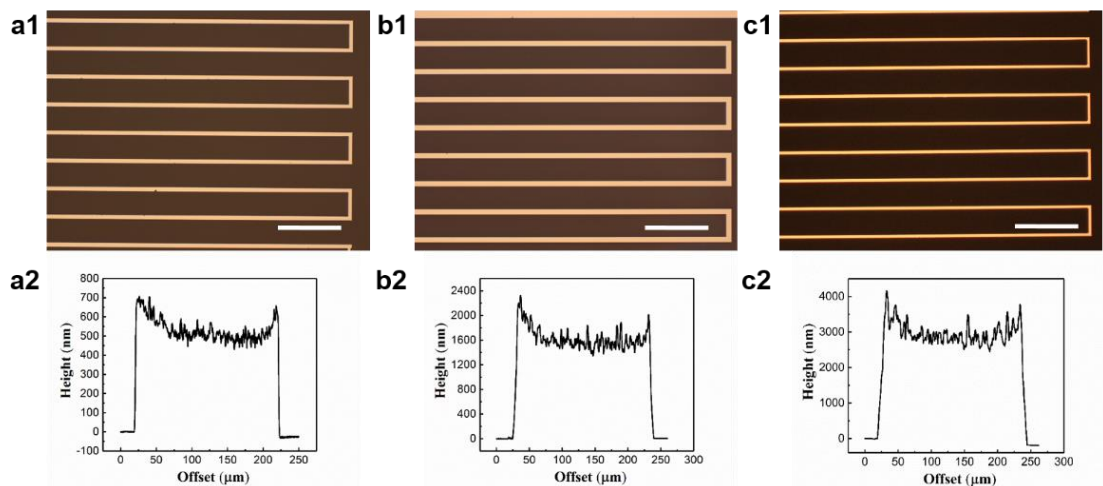 a1
b1
c1
a2
b2
c2
800
700
600
500
400
300
200
100
0
-100
Height (nm)
0 50 100 150 200 250
Offset (μm)
2400
2000
1600
1200
800
400
0
Height (nm)
0 50 100 150 200 250 300
Offset (μm)
4000
3000
2000
1000
0
Height (nm)
0 50 100 150 200 250 300
Offset (μm)